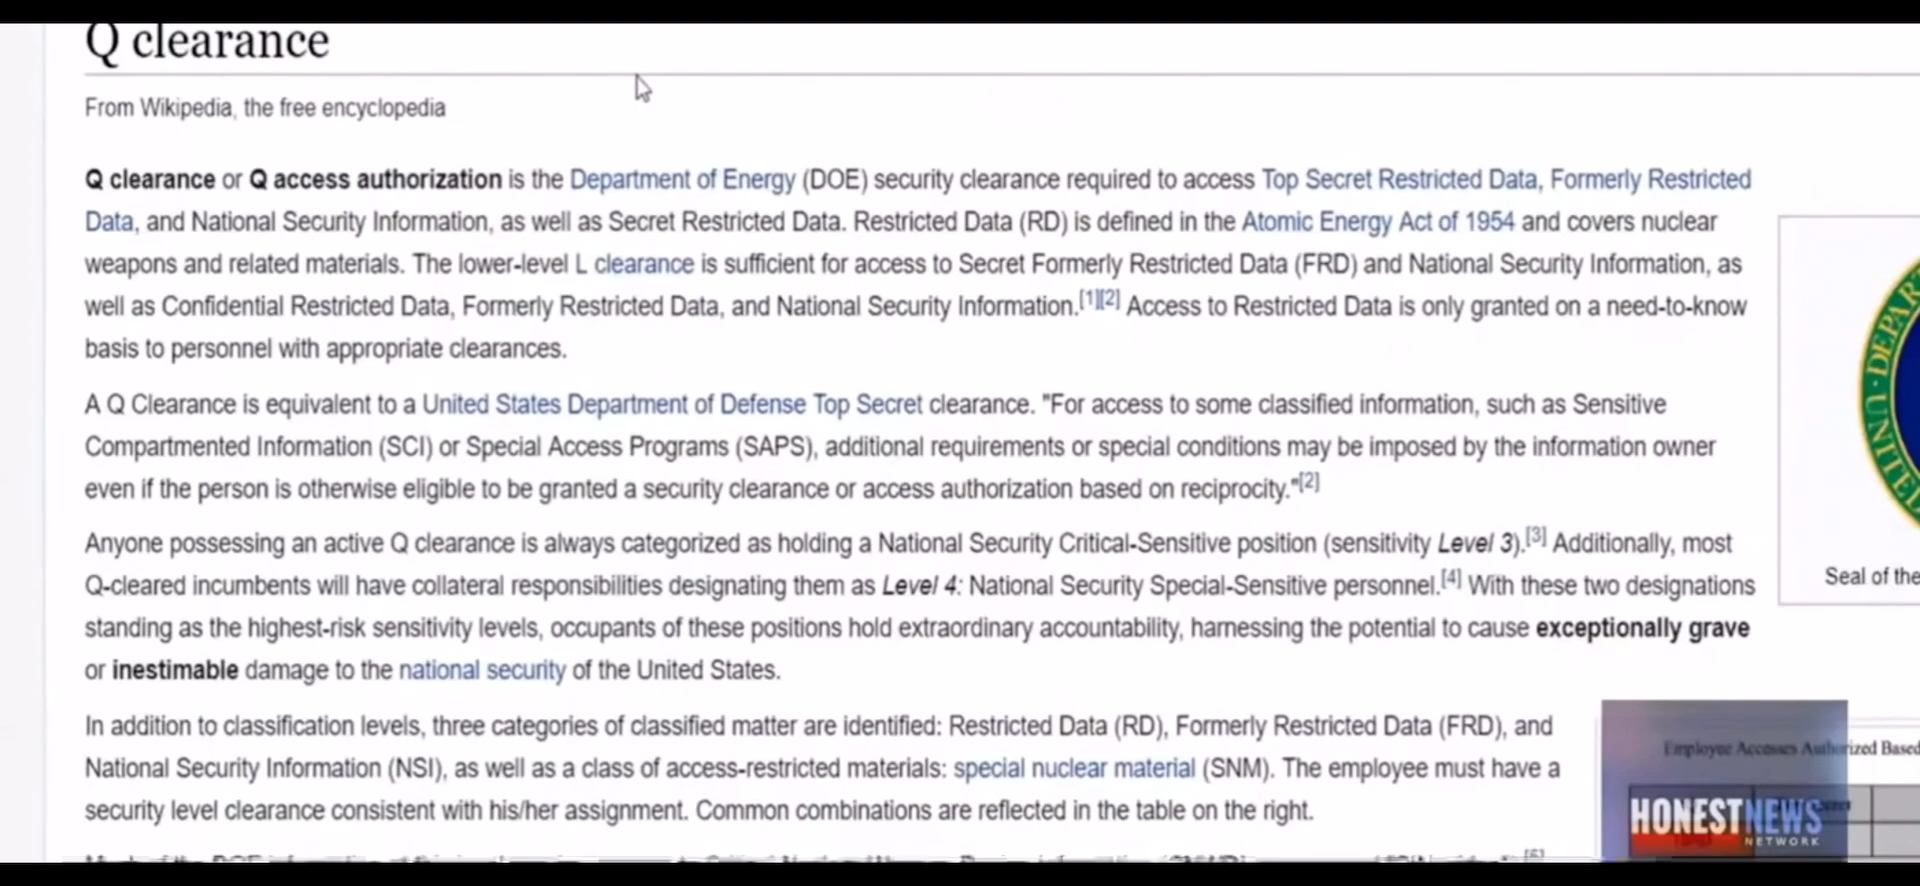 Q clearance
From Wikipedia, the free encyclopedia
Q clearance or Q access authorization is the Department of Energy (DOE) security clearance required to access Top Secret Restricted Data, Formerly Restricted
Data, and National Security Information, as well as Secret Restricted Data. Restricted Data (RD) is defined in the Atomic Energy Act of 1954 and covers nuclear
weapons and related materials. The lower-level L clearance is sufficient for access to Secret Formerly Restricted Data (FRD) and National Security Information, as
well as Confidential Restricted Data, Formerly Restricted Data, and National Security Information.[1][2] Access to Restricted Data is only granted on a need-to-know
basis to personnel with appropriate clearances.
A Q Clearance is equivalent to a United States Department of Defense Top Secret clearance. "For access to some classified information, such as Sensitive
Compartmented Information (SCI) or Special Access Programs (SAPS), additional requirements or special conditions may be imposed by the information owner
even if the person is otherwise eligible to be granted a security clearance or access authorization based on reciprocity."[2]
Anyone possessing an active Q clearance is always categorized as holding a National Security Critical-Sensitive position (sensitivity Level 3).[3] Additionally, most
Q-cleared incumbents will have collateral responsibilities designating them as Level 4: National Security Special-Sensitive personnel.[4] With these two designations
standing as the highest-risk sensitivity levels, occupants of these positions hold extraordinary accountability, harnessing the potential to cause exceptionally grave
or inestimable damage to the national security of the United States.
In addition to classification levels, three categories of classified matter are identified: Restricted Data (RD), Formerly Restricted Data (FRD), and
National Security Information (NSI), as well as a class of access-restricted materials: special nuclear material (SNM). The employee must have a
security level clearance consistent with his/her assignment. Common combinations are reflected in the table on the right.
Seal of the
Employee Accesses Authorized Based
HONEST NEWS
NETWORK